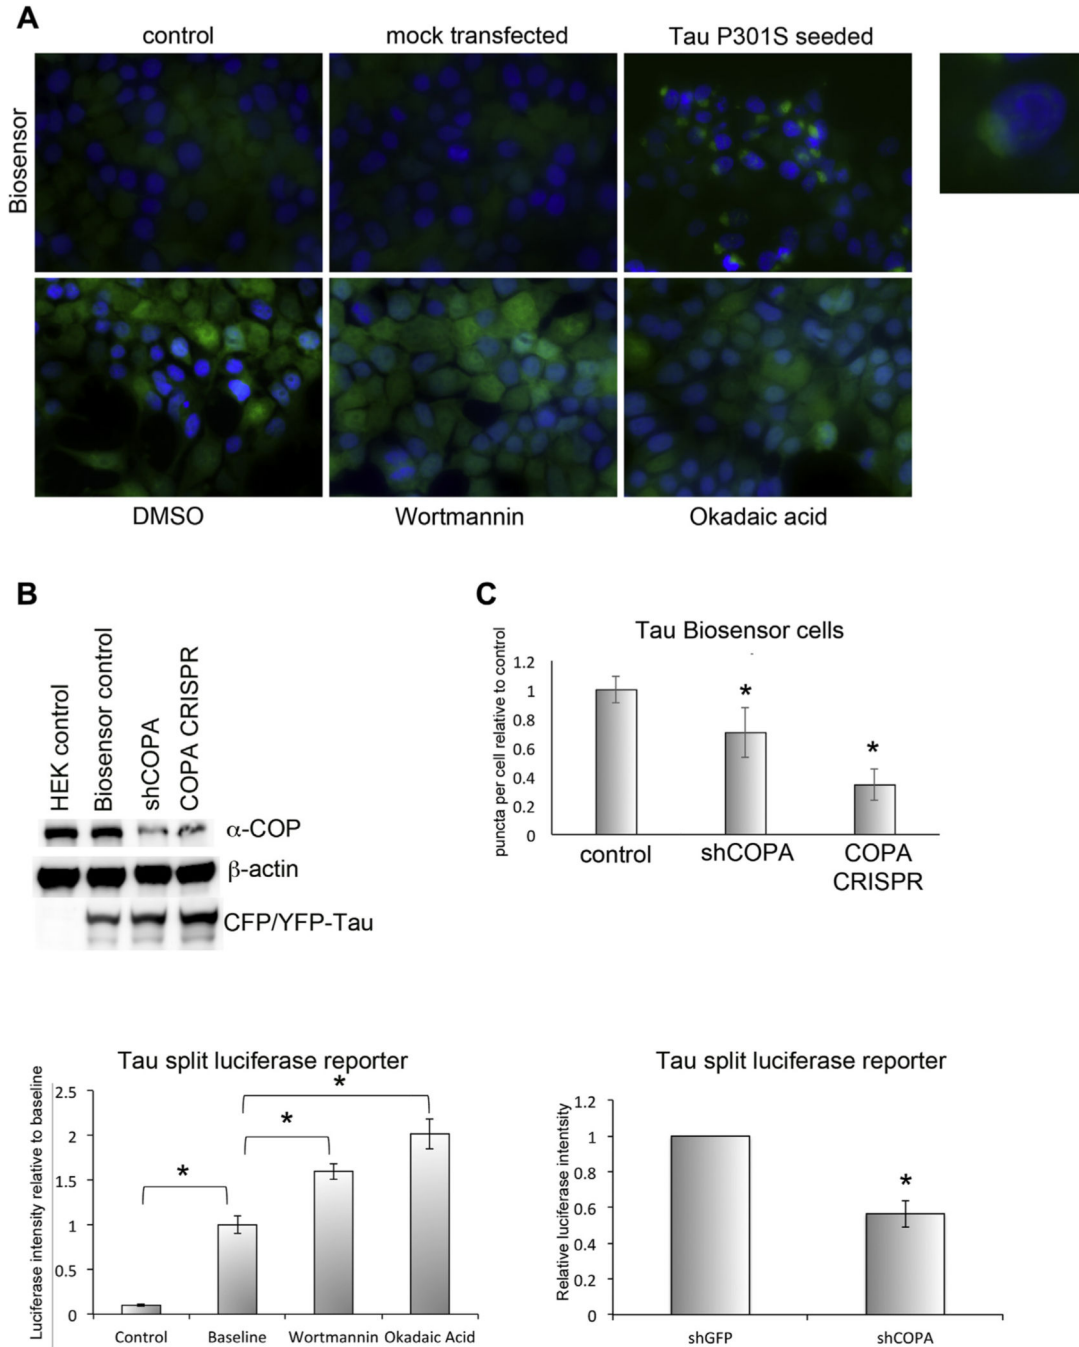 A
control
mock transfected
Tau P301S seeded
Biosensor
DMSO
Wortmannin
Okadaic acid
B
HEK control
Biosensor control
shCOPA
COPA CRISPR
α-COP
β-actin
CFP/YFP-Tau
C
Tau Biosensor cells
puncta per cell relative to control
1.2
1
0.8
0.6
0.4
0.2
0
*
*
control
shCOPA
COPA
CRISPR
Tau split luciferase reporter
Luciferase intensity relative to baseline
2.5
2
1.5
1
0.5
0
*
*
*
Control
Baseline
Wortmannin
Okadaic Acid
Tau split luciferase reporter
Relative luciferase intentsity
1.2
1
0.8
0.6
0.4
0.2
0
*
shGFP
shCOPA